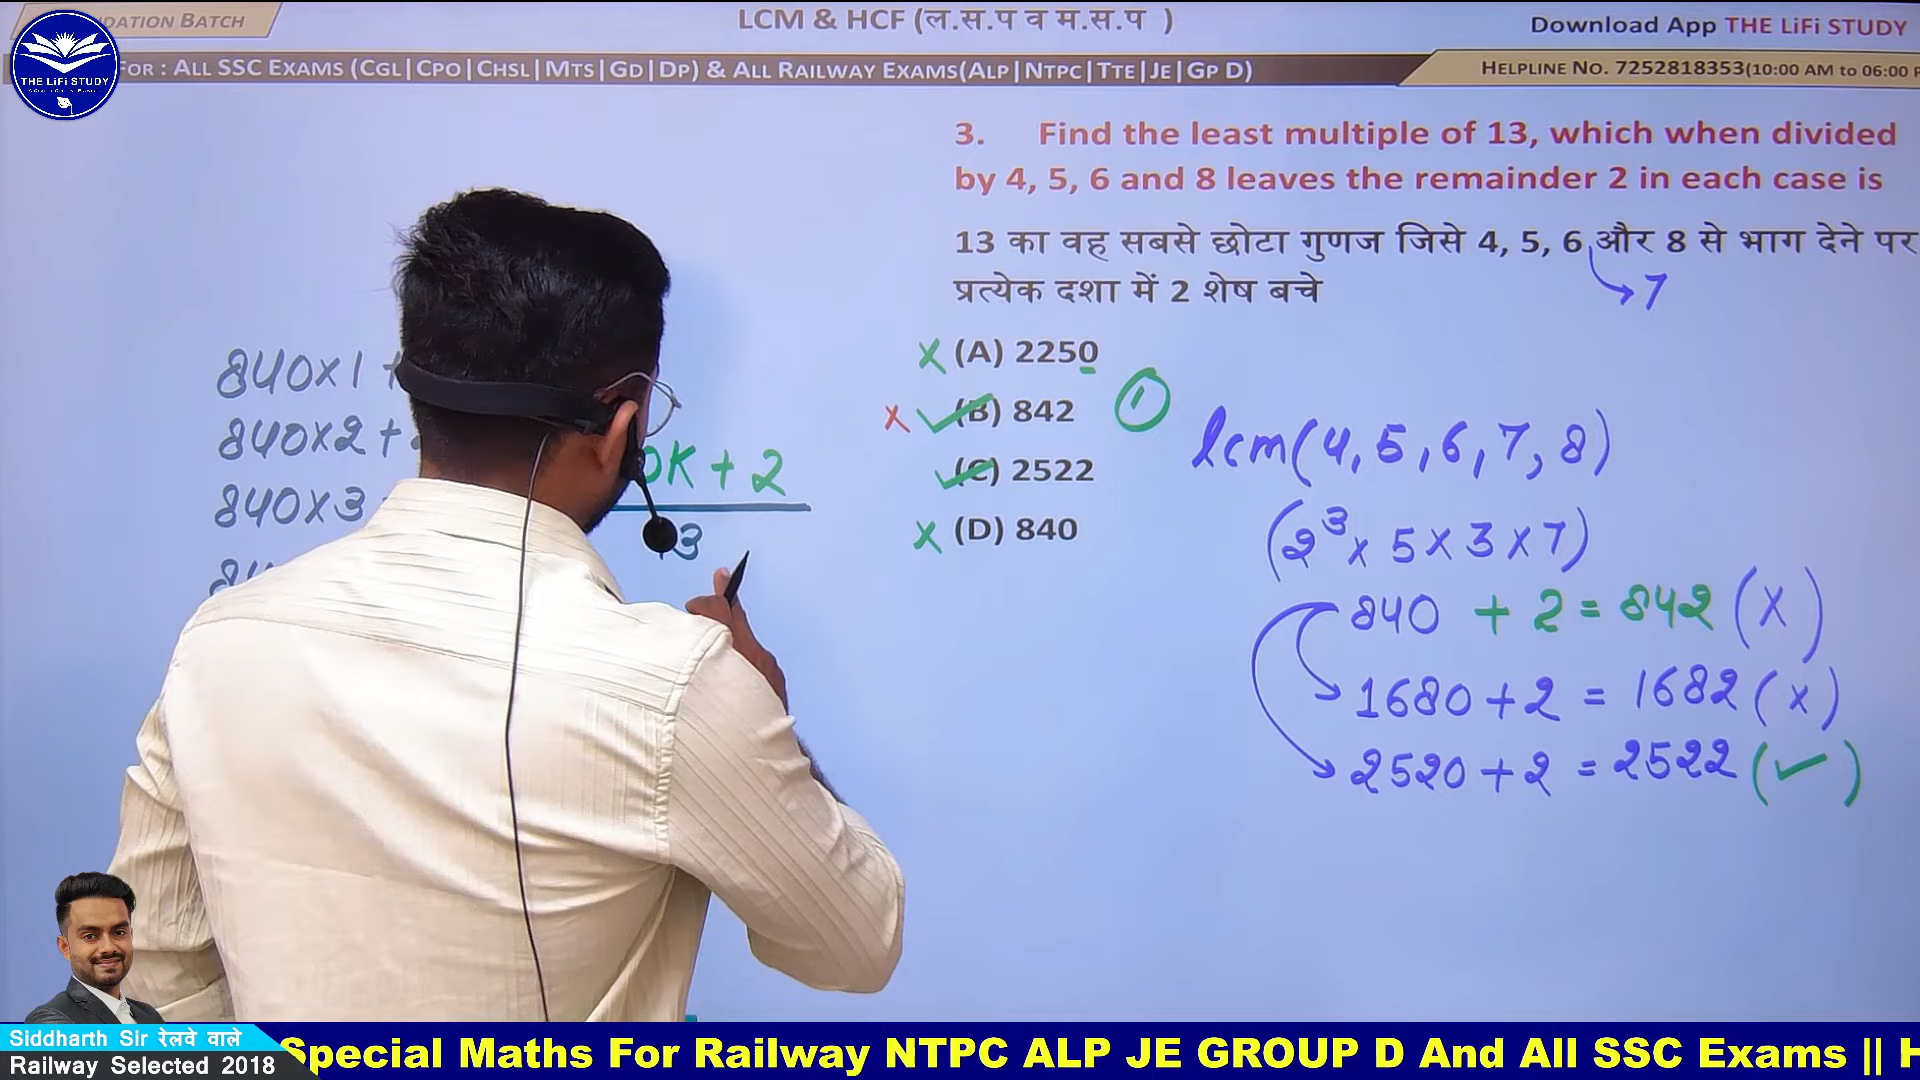 DATION BATCH
LCM & HCF (ल.स.प व म.स.प )
Download App THE LiFi STUDY
THE LiFi STUDY
FOR : ALL SSC EXAMS (CGL|CPO|CHSL|MTS|GD|DP) & ALL RAILWAY EXAMS(ALP|NTPC|TTE|JE|GP D)
HELPLINE NO. 7252818353(10:00 AM TO 06:00 P
3. Find the least multiple of 13, which when divided
by 4, 5, 6 and 8 leaves the remainder 2 in each case is
13 का वह सबसे छोटा गुणज जिसे 4, 5, 6 और 8 से भाग देने पर
प्रत्येक दशा में 2 शेष बचे
7
x (A) 2250
x (B) 842
(C) 2522
x (D) 840
1
840x1 +
840x2 +
840x3
0K + 2
3
lcm(4,5,6,7,8)
(2³x5x3x7)
840 + 2 = 842 (x)
1680+2 = 1682 (x)
2520+2 = 2522 (✓)
Siddharth Sir रेलवे वाले
Railway Selected 2018
Special Maths For Railway NTPC ALP JE GROUP D And All SSC Exams || H